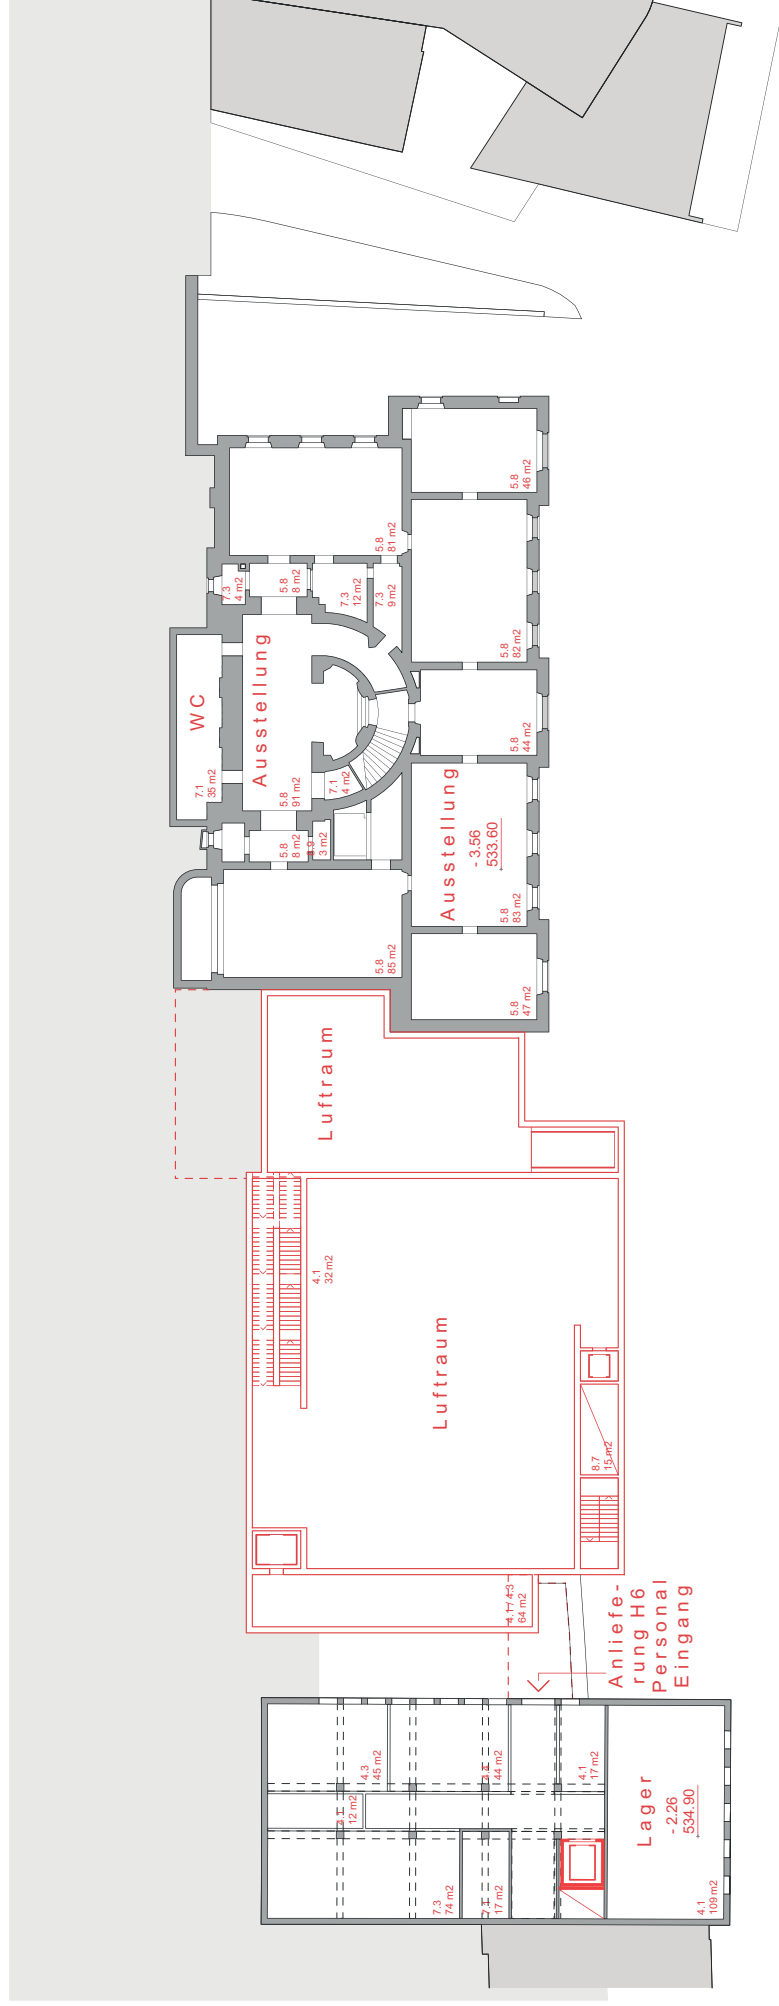 5.8
46 m2
5.8
81 m2
7.3
4 m2
5.8
8 m2
7.3
12 m2
7.3
9 m2
5.8
82 m2
WC
7.1
35 m2
Ausstellung
5.8
91 m2
7.1
4 m2
5.8
44 m2
5.8
8 m2
3 m2
Ausstellung
- 3.56
533.60
5.8
83 m2
5.8
85 m2
5.8
47 m2
Luftraum
4.1
32 m2
Luftraum
8.7
15 m2
4.1 / 4.3
64 m2
Anliefe-
rung H6
Personal
Eingang
4.3
45 m2
44 m2
4.1
17 m2
12 m2
Lager
- 2.26
534.90
7.3
74 m2
17 m2
4.1
109 m2